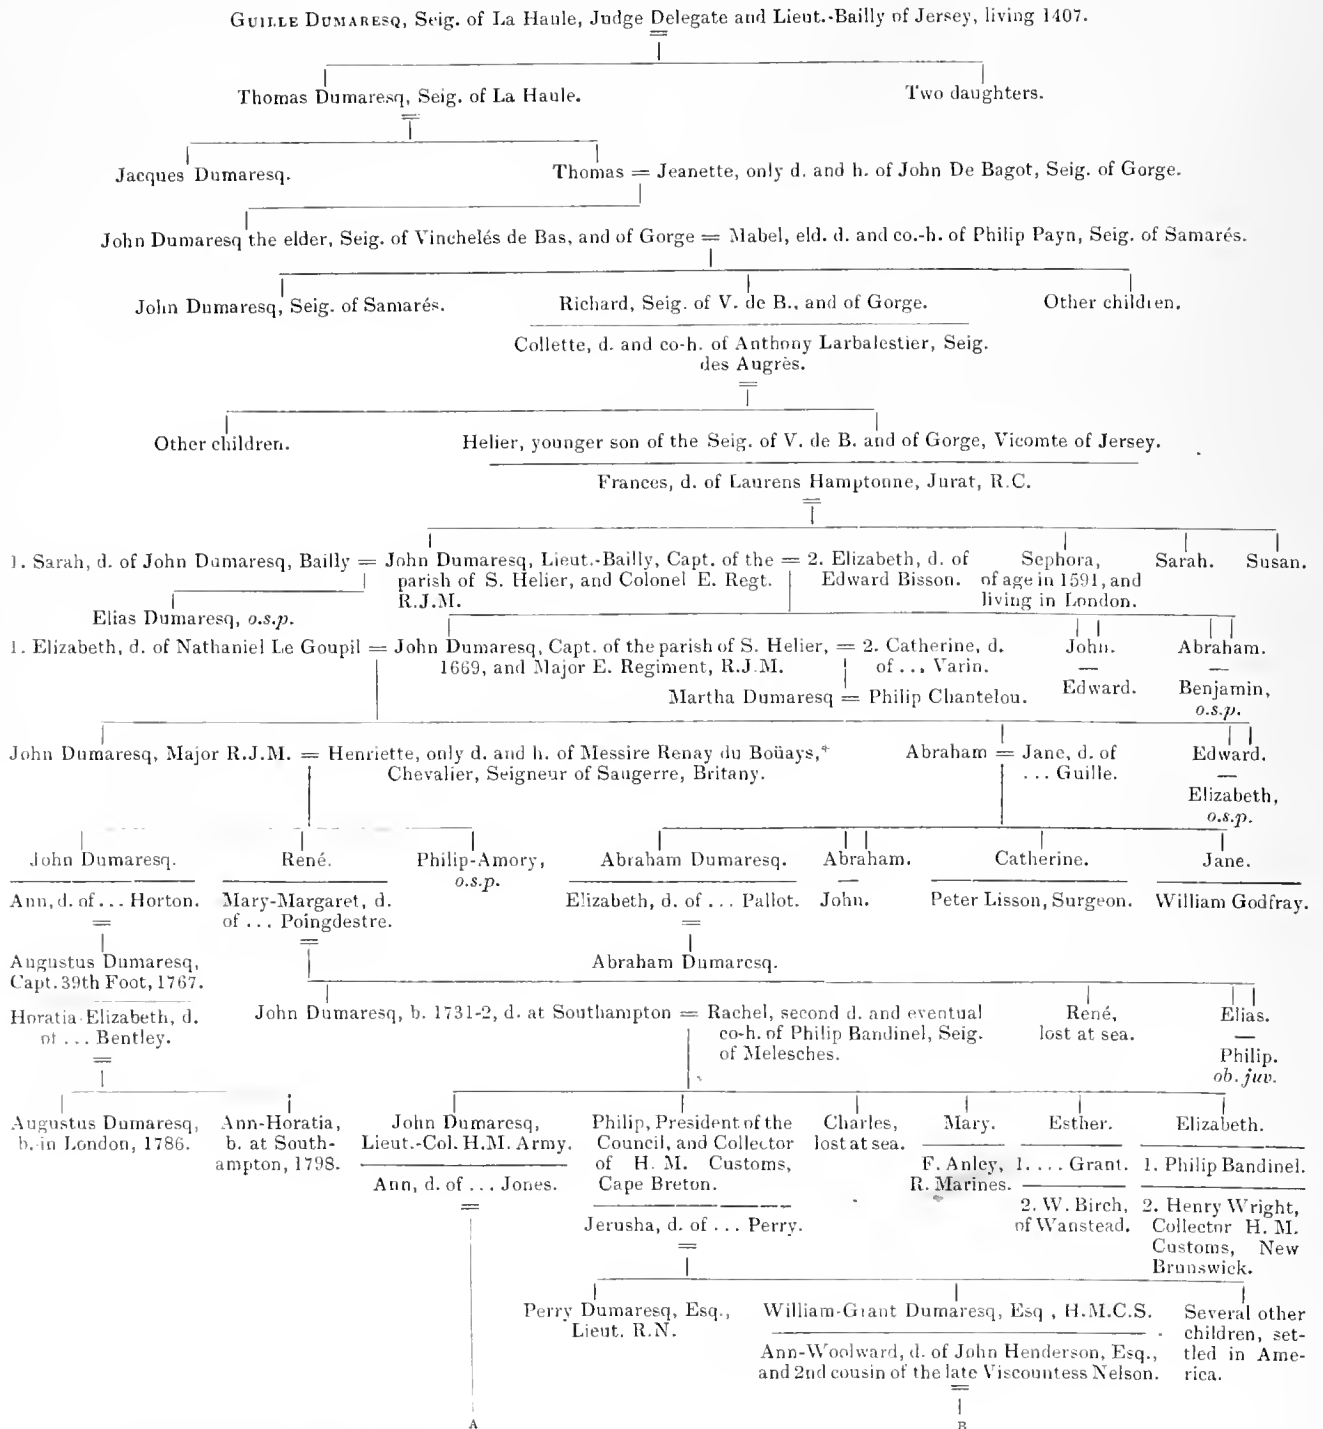 GUILLE DUMARESQ, Seig. of La Haule, Judge Delegate and Lieut.-Bailly of Jersey, living 1407.
=
Thomas Dumaresq, Seig. of La Haule.
Two daughters.
=
Jacques Dumaresq.
Thomas = Jeanette, only d. and h. of John De Bagot, Seig. of Gorge.
John Dumaresq the elder, Seig. of Vinchelés de Bas, and of Gorge = Mabel, eld. d. and co.-h. of Philip Payn, Seig. of Samarés.
John Dumaresq, Seig. of Samarés.
Richard, Seig. of V. de B., and of Gorge.
Other children.
Collette, d. and co-h. of Anthony Larbalestier, Seig.
des Augrès.
=
Other children.
Helier, younger son of the Seig. of V. de B. and of Gorge, Vicomte of Jersey.
Frances, d. of Laurens Hamptonne, Jurat, R.C.
=
1. Sarah, d. of John Dumaresq, Bailly = John Dumaresq, Lieut.-Bailly, Capt. of the = 2. Elizabeth, d. of
parish of S. Helier, and Colonel E. Regt.
R.J.M.
Edward Bisson.
Sephora,
of age in 1591, and
living in London.
Sarah.
Susan.
Elias Dumaresq, o.s.p.
1. Elizabeth, d. of Nathaniel Le Goupil = John Dumaresq, Capt. of the parish of S. Helier, = 2. Catherine, d.
1669, and Major E. Regiment, R.J.M.
of ... Varin.
John.
—
Edward.
Abraham.
—
Benjamin,
o.s.p.
Martha Dumaresq = Philip Chantelou.
John Dumaresq, Major R.J.M. = Henriette, only d. and h. of Messire Renay du Boüays,*
Chevalier, Seigneur of Saugerre, Britany.
Abraham = Jane, d. of
... Guille.
Edward.
—
Elizabeth,
o.s.p.
John Dumaresq.
Ann, d. of ... Horton.
=
René.
Mary-Margaret, d.
of ... Poingdestre.
=
Philip-Amory,
o.s.p.
Abraham Dumaresq.
Elizabeth, d. of ... Pallot.
=
Abraham.
—
John.
Catherine.
Peter Lisson, Surgeon.
Jane.
William Godfray.
Augustus Dumaresq,
Capt. 39th Foot, 1767.
Horatia-Elizabeth, d.
of ... Bentley.
=
Abraham Dumaresq.
John Dumaresq, b. 1731-2, d. at Southampton = Rachel, second d. and eventual
co-h. of Philip Bandinel, Seig.
of Melesches.
René,
lost at sea.
Elias.
—
Philip.
ob. juv.
Augustus Dumaresq,
b. in London, 1786.
Ann-Horatia,
b. at South-
ampton, 1798.
John Dumaresq,
Lieut.-Col. H.M. Army.
Ann, d. of ... Jones.
=
Philip, President of the
Council, and Collector
of H. M. Customs,
Cape Breton.
Jerusha, d. of ... Perry.
=
Charles,
lost at sea.
Mary.
F. Anley,
R. Marines.
Esther.
1. ... Grant.
2. W. Birch,
of Wanstead.
Elizabeth.
1. Philip Bandinel.
2. Henry Wright,
Collector H. M.
Customs, New
Brunswick.
Perry Dumaresq, Esq.,
Lieut. R.N.
William-Grant Dumaresq, Esq., H.M.C.S.
Ann-Woolward, d. of John Henderson, Esq.,
and 2nd cousin of the late Viscountess Nelson.
=
Several other
children, set-
tled in Ame-
rica.
A
B